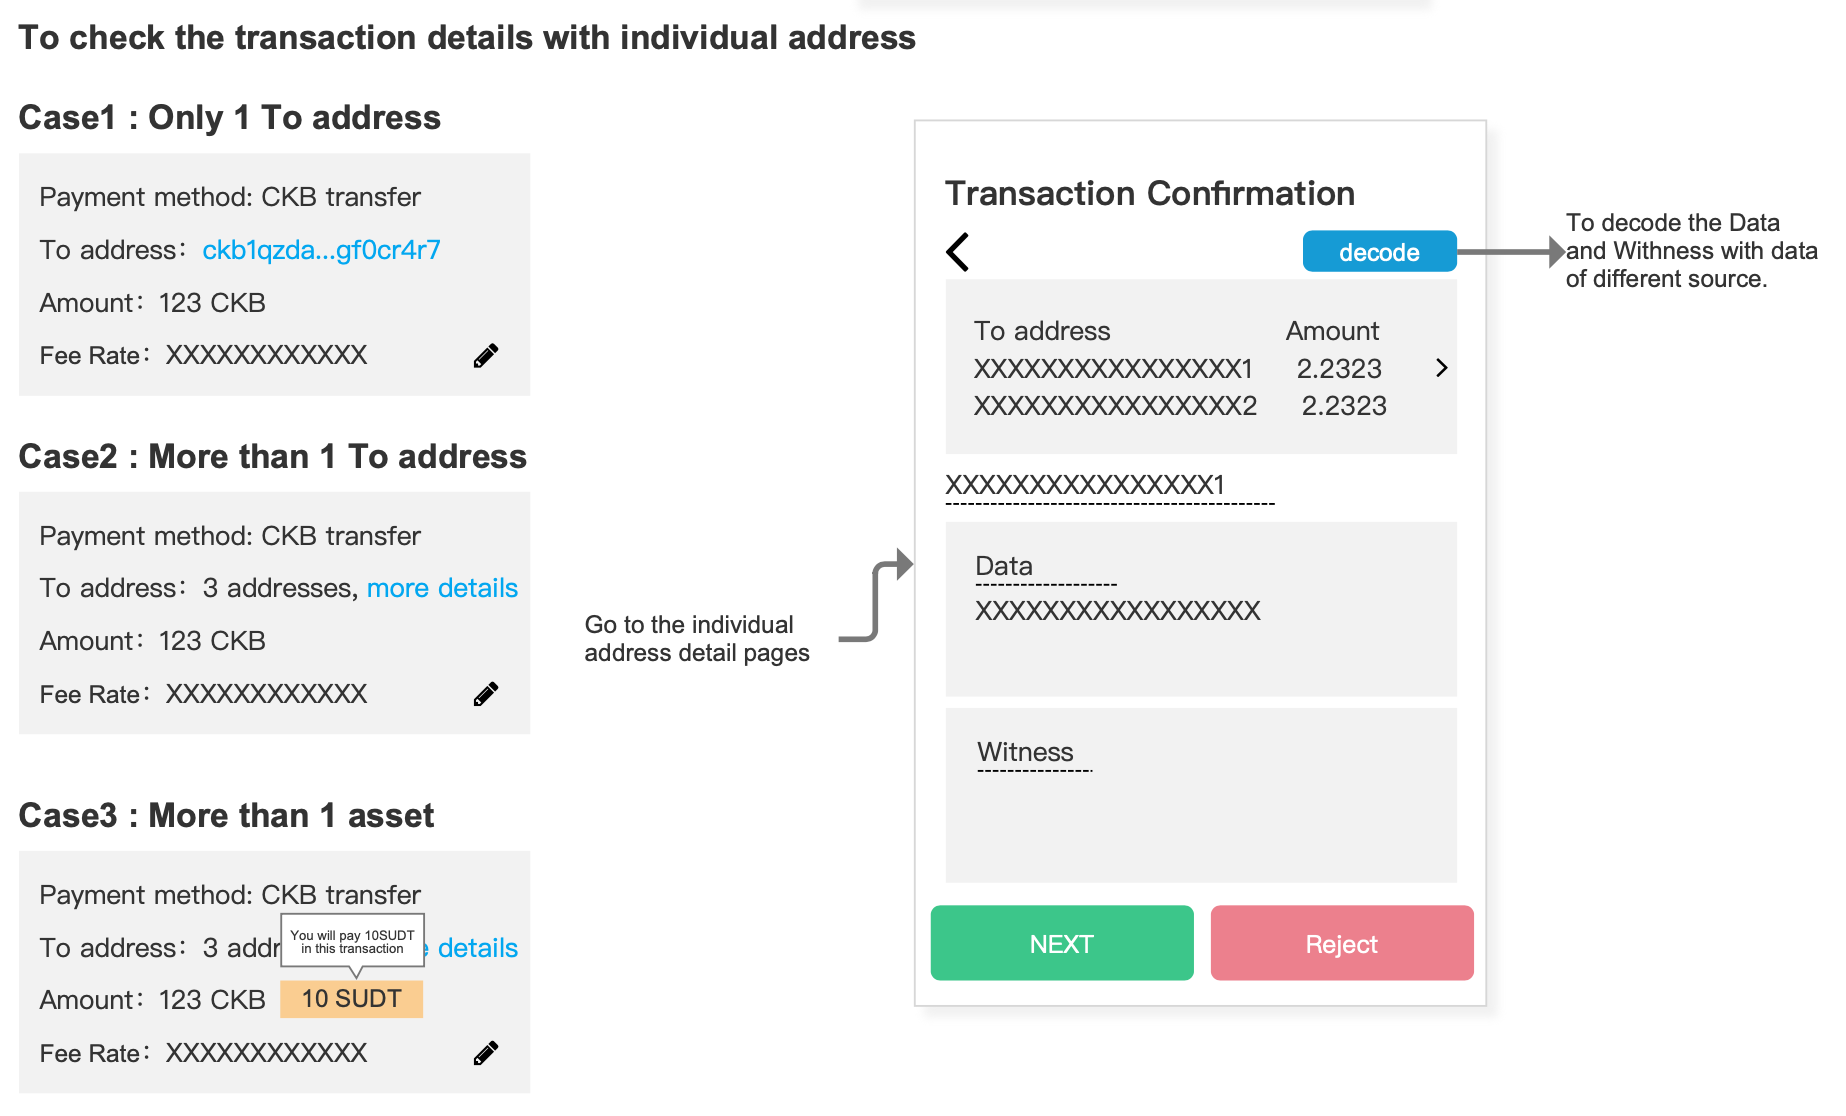 To check the transaction details with individual address
Case1 : Only 1 To address
Payment method: CKB transfer
To address： ckb1qzda...gf0cr4r7
Amount： 123 CKB
Fee Rate： XXXXXXXXXXXX
Case2 : More than 1 To address
Payment method: CKB transfer
To address： 3 addresses, more details
Amount： 123 CKB
Fee Rate： XXXXXXXXXXXX
Case3 : More than 1 asset
Payment method: CKB transfer
You will pay 10SUDT
in this transaction
To address： 3 addr details
Amount： 123 CKB 10 SUDT
Fee Rate： XXXXXXXXXXXX
Go to the individual
address detail pages
Transaction Confirmation
decode
To address Amount
XXXXXXXXXXXXXXXX1 2.2323
XXXXXXXXXXXXXXXX2 2.2323
XXXXXXXXXXXXXXXX1
Data
XXXXXXXXXXXXXXXXX
Witness
NEXT
Reject
To decode the Data
and Withness with data
of different source.